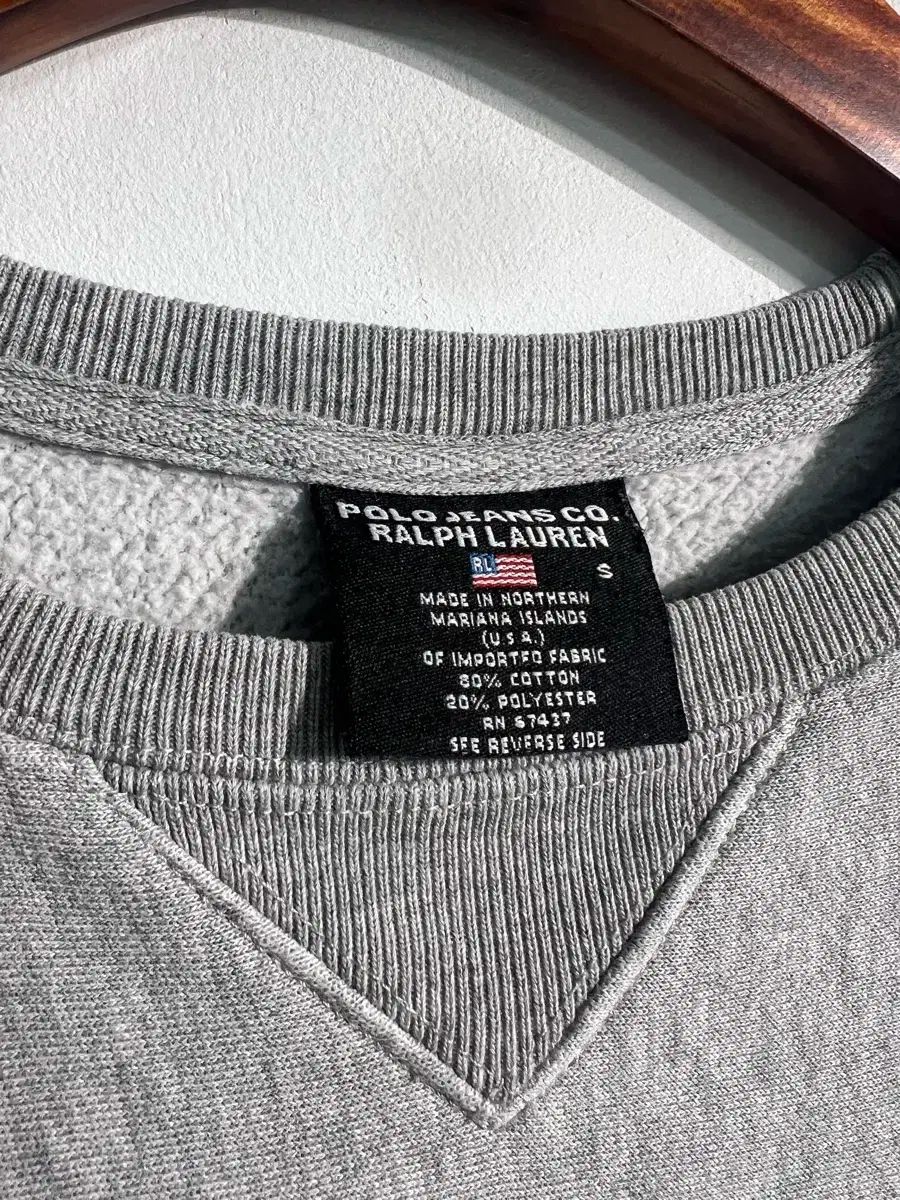 POLO JEANS CO.
RALPH LAUREN
RL
S
MADE IN NORTHERN
MARIANA ISLANDS
(U.S.A.)
OF IMPORTED FABRIC
80% COTTON
20% POLYESTER
RN 67437
SEE REVERSE SIDE